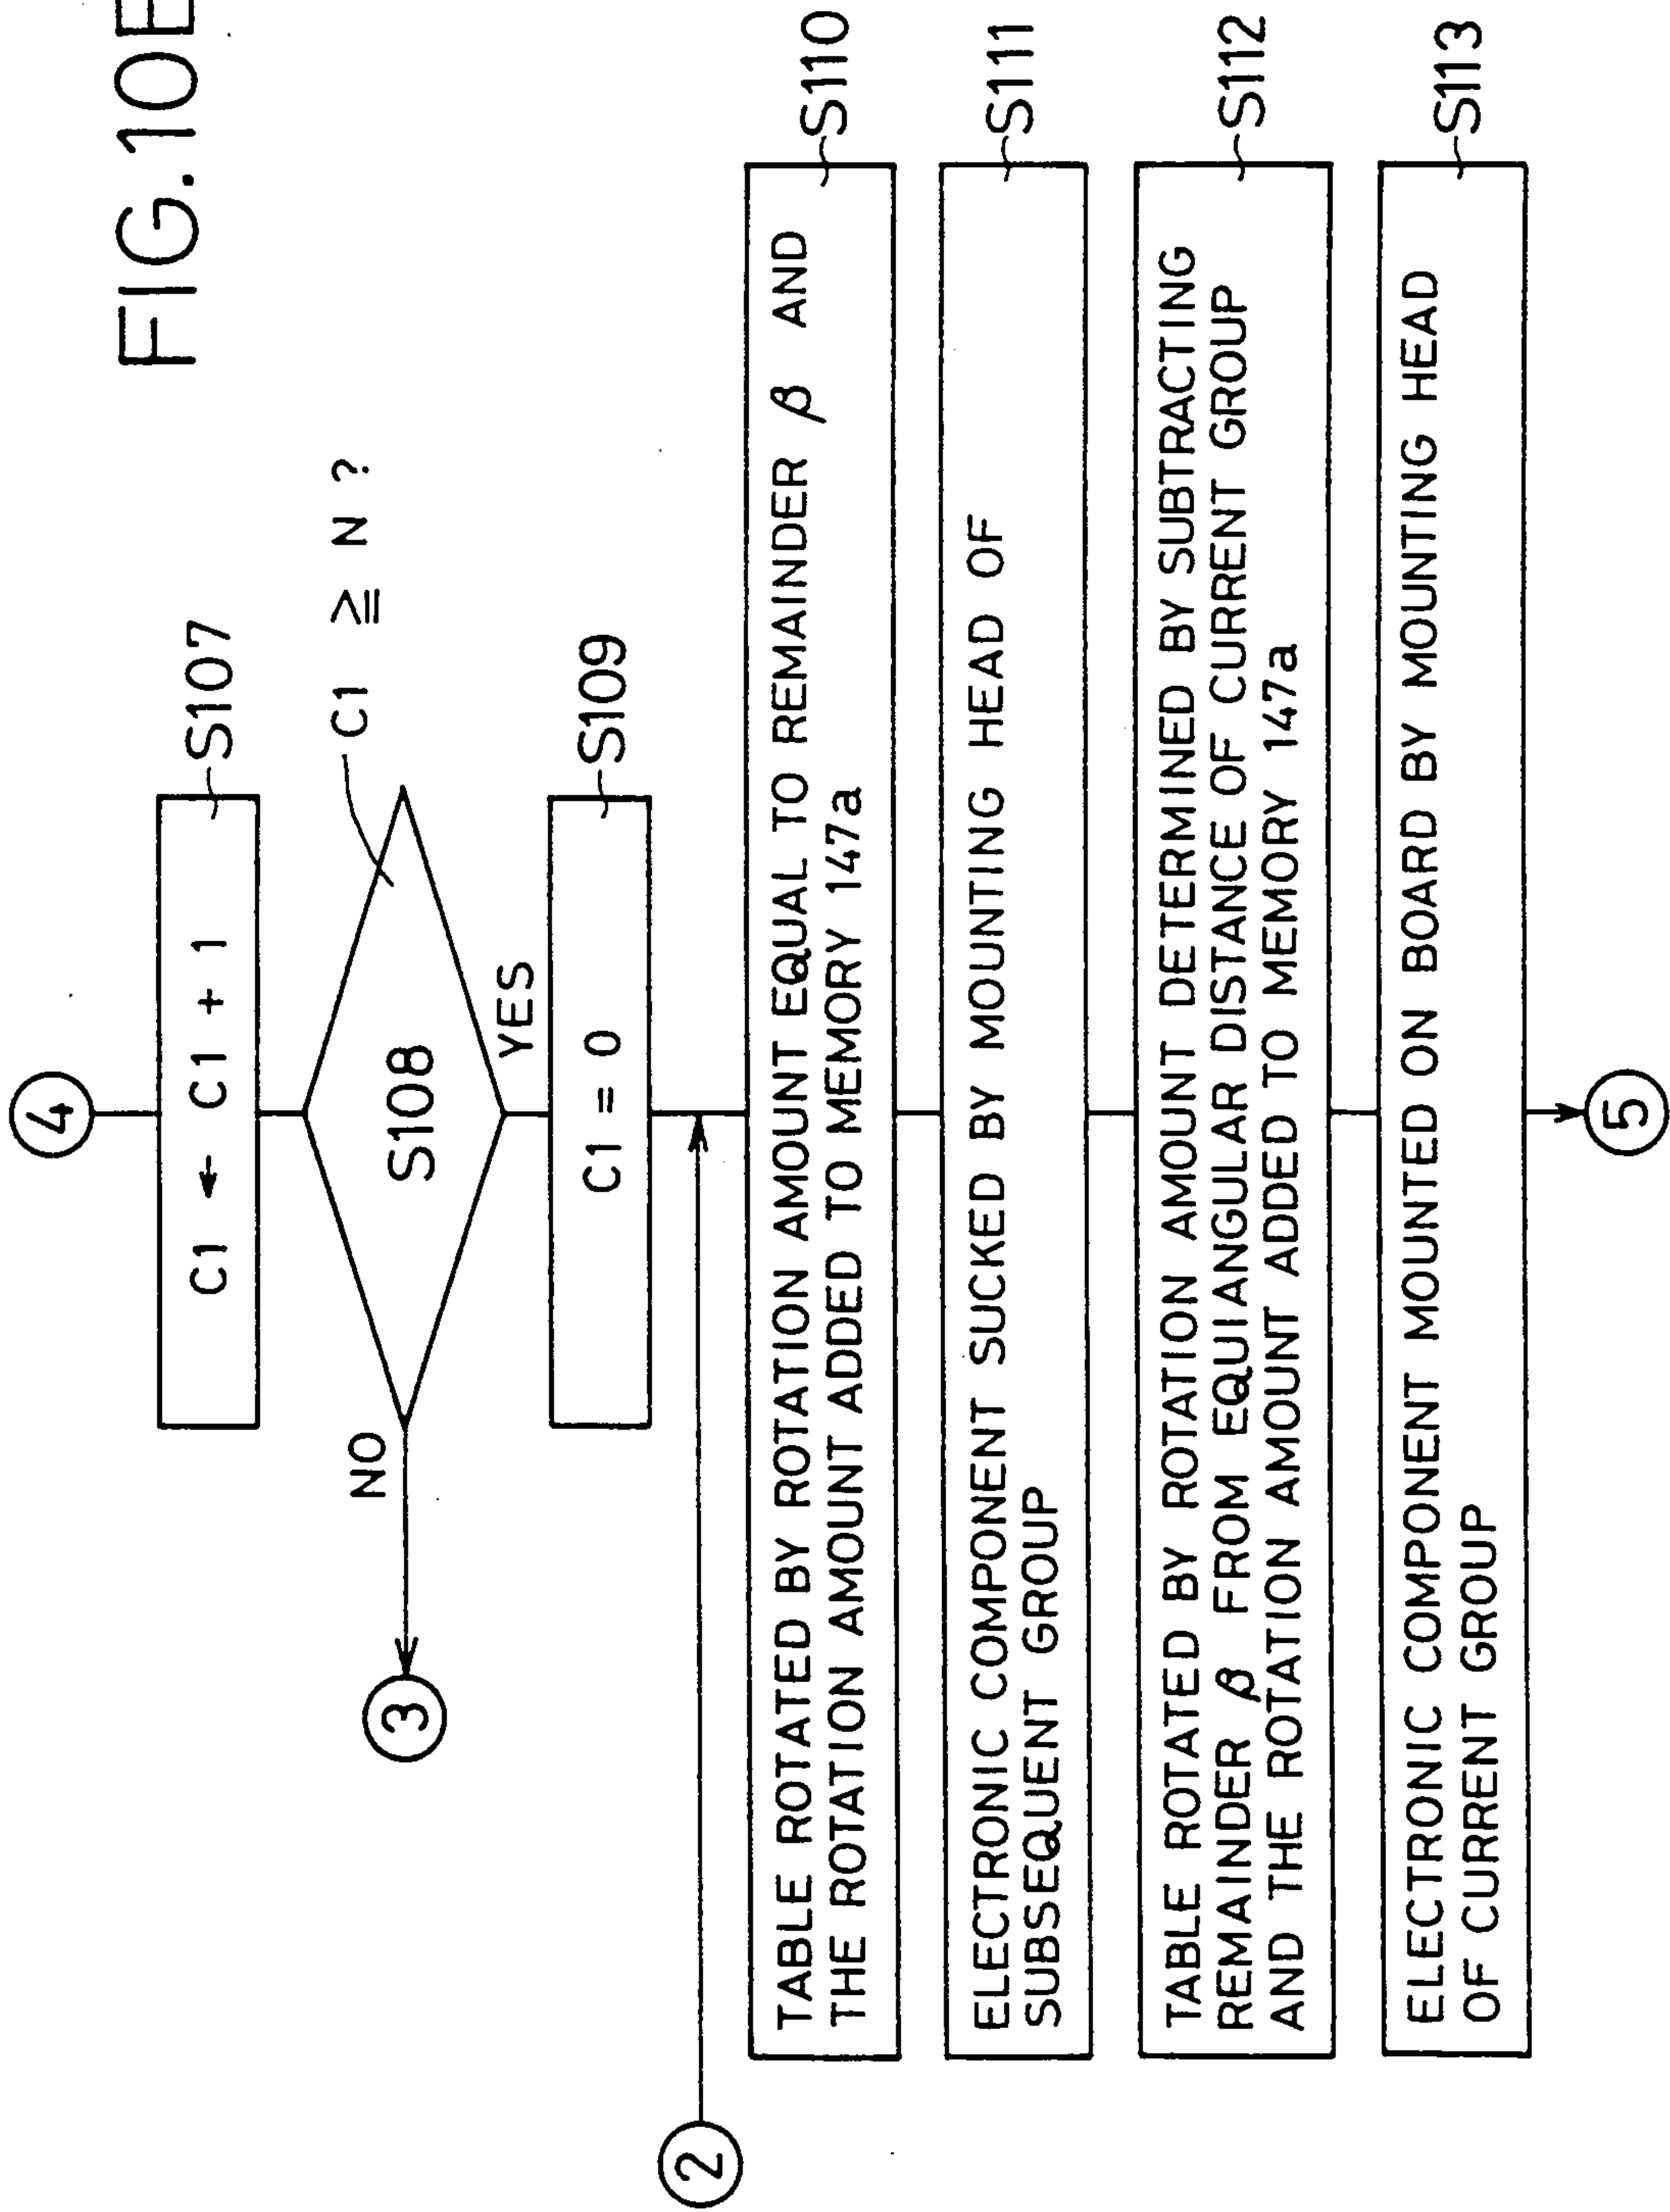 FIG.10E
4
C1 ← C1 + 1
S107
S108
C1 ≧ N ?
NO
3
YES
C1 = 0
S109
2
TABLE ROTATED BY ROTATION AMOUNT EQUAL TO REMAINDER β AND
THE ROTATION AMOUNT ADDED TO MEMORY 147a
S110
ELECTRONIC COMPONENT SUCKED BY MOUNTING HEAD OF
SUBSEQUENT GROUP
S111
TABLE ROTATED BY ROTATION AMOUNT DETERMINED BY SUBTRACTING
REMAINDER β FROM EQUIANGULAR DISTANCE OF CURRENT GROUP
AND THE ROTATION AMOUNT ADDED TO MEMORY 147a
S112
ELECTRONIC COMPONENT MOUNTED ON BOARD BY MOUNTING HEAD
OF CURRENT GROUP
S113
5